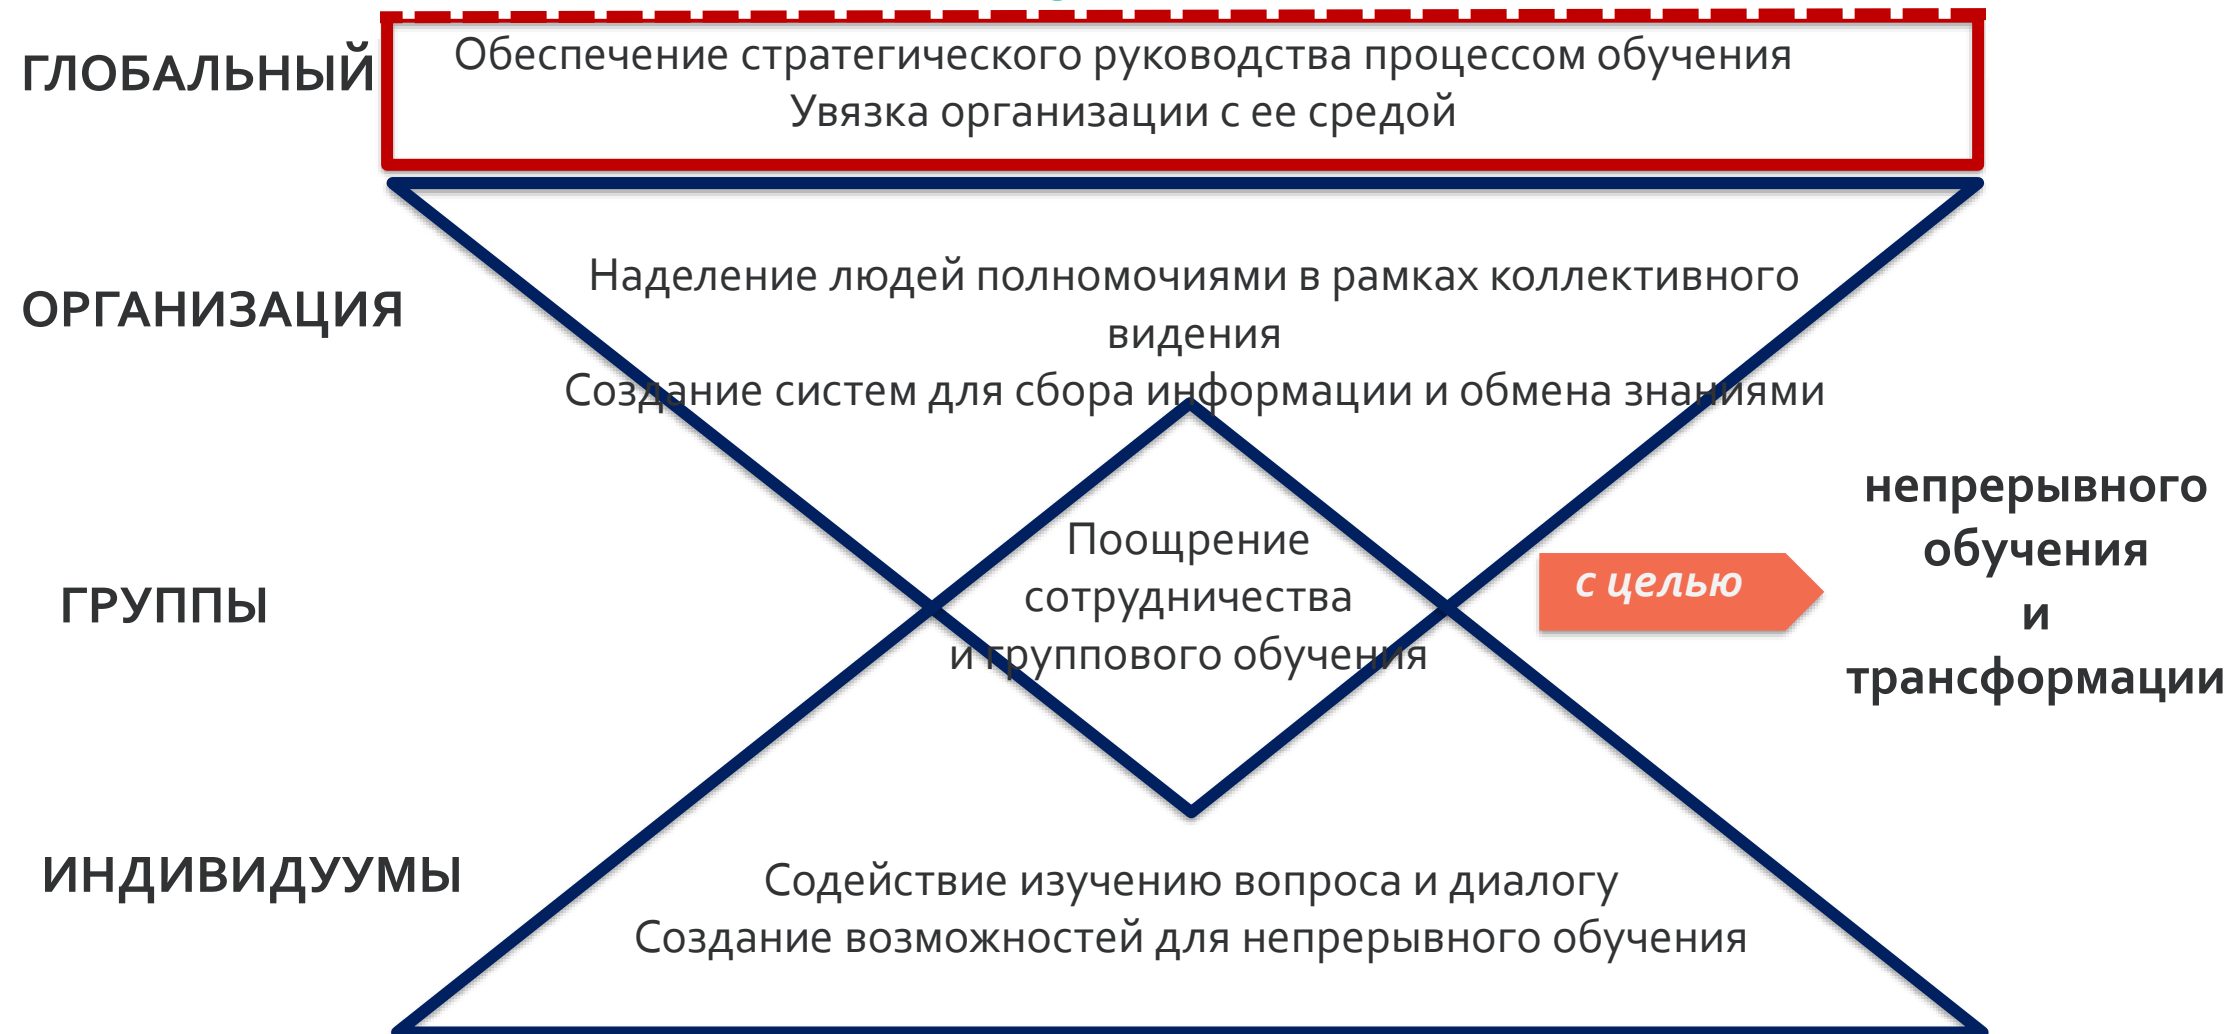 ГЛОБАЛЬНЫЙ
Обеспечение стратегического руководства процессом обучения
Увязка организации с ее средой
ОРГАНИЗАЦИЯ
Наделение людей полномочиями в рамках коллективного
видения
Создание систем для сбора информации и обмена знаниями
ГРУППЫ
Поощрение
сотрудничества
и группового обучения
с целью
непрерывного
обучения
и
трансформации
ИНДИВИДУУМЫ
Содействие изучению вопроса и диалогу
Создание возможностей для непрерывного обучения